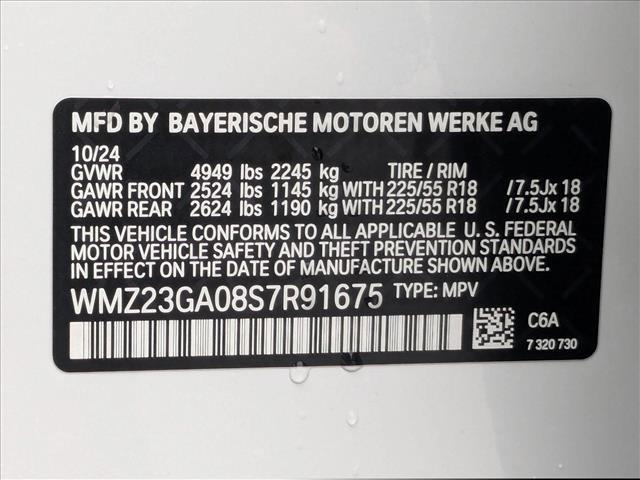 MFD BY BAYERISCHE MOTOREN WERKE AG
10/24
GVWR 4949 lbs 2245 kg TIRE / RIM
GAWR FRONT 2524 lbs 1145 kg WITH 225/55 R18 /7.5Jx 18
GAWR REAR 2624 lbs 1190 kg WITH 225/55 R18 /7.5Jx 18
THIS VEHICLE CONFORMS TO ALL APPLICABLE U. S. FEDERAL
MOTOR VEHICLE SAFETY AND THEFT PREVENTION STANDARDS
IN EFFECT ON THE DATE OF MANUFACTURE SHOWN ABOVE.
WMZ23GA08S7R91675 TYPE: MPV
C6A
7 320 730